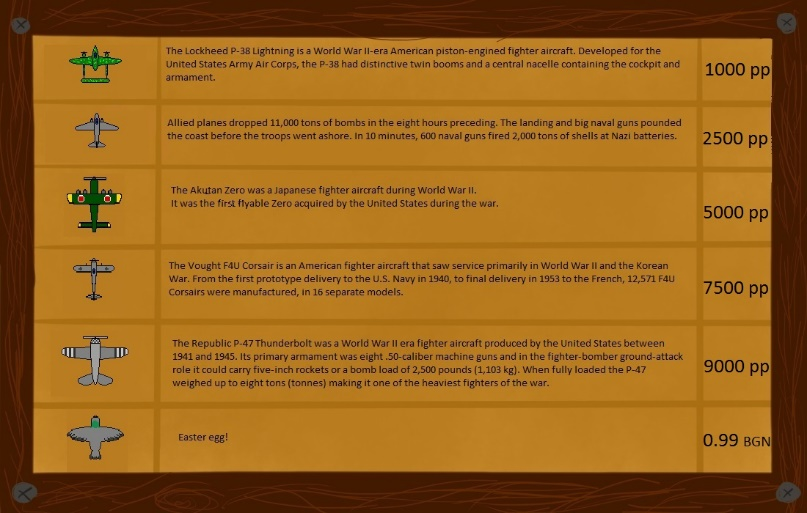 The Lockheed P-38 Lightning is a World War II-era American piston-engined fighter aircraft. Developed for the
United States Army Air Corps, the P-38 had distinctive twin booms and a central nacelle containing the cockpit and
armament.
1000 pp
Allied planes dropped 11,000 tons of bombs in the eight hours preceding. The landing and big naval guns pounded
the coast before the troops went ashore. In 10 minutes, 600 naval guns fired 2,000 tons of shells at Nazi batteries.
2500 pp
The Akutan Zero was a Japanese fighter aircraft during World War II.
It was the first flyable Zero acquired by the United States during the war.
5000 pp
The Vought F4U Corsair is an American fighter aircraft that saw service primarily in World War II and the Korean
War. From the first prototype delivery to the U.S. Navy in 1940, to final delivery in 1953 to the French, 12,571 F4U
Corsairs were manufactured, in 16 separate models.
7500 pp
The Republic P-47 Thunderbolt was a World War II era fighter aircraft produced by the United States between
1941 and 1945. Its primary armament was eight .50-caliber machine guns and in the fighter-bomber ground-attack
role it could carry five-inch rockets or a bomb load of 2,500 pounds (1,103 kg). When fully loaded the P-47
weighed up to eight tons (tonnes) making it one of the heaviest fighters of the war.
9000 pp
Easter egg!
0.99 BGN